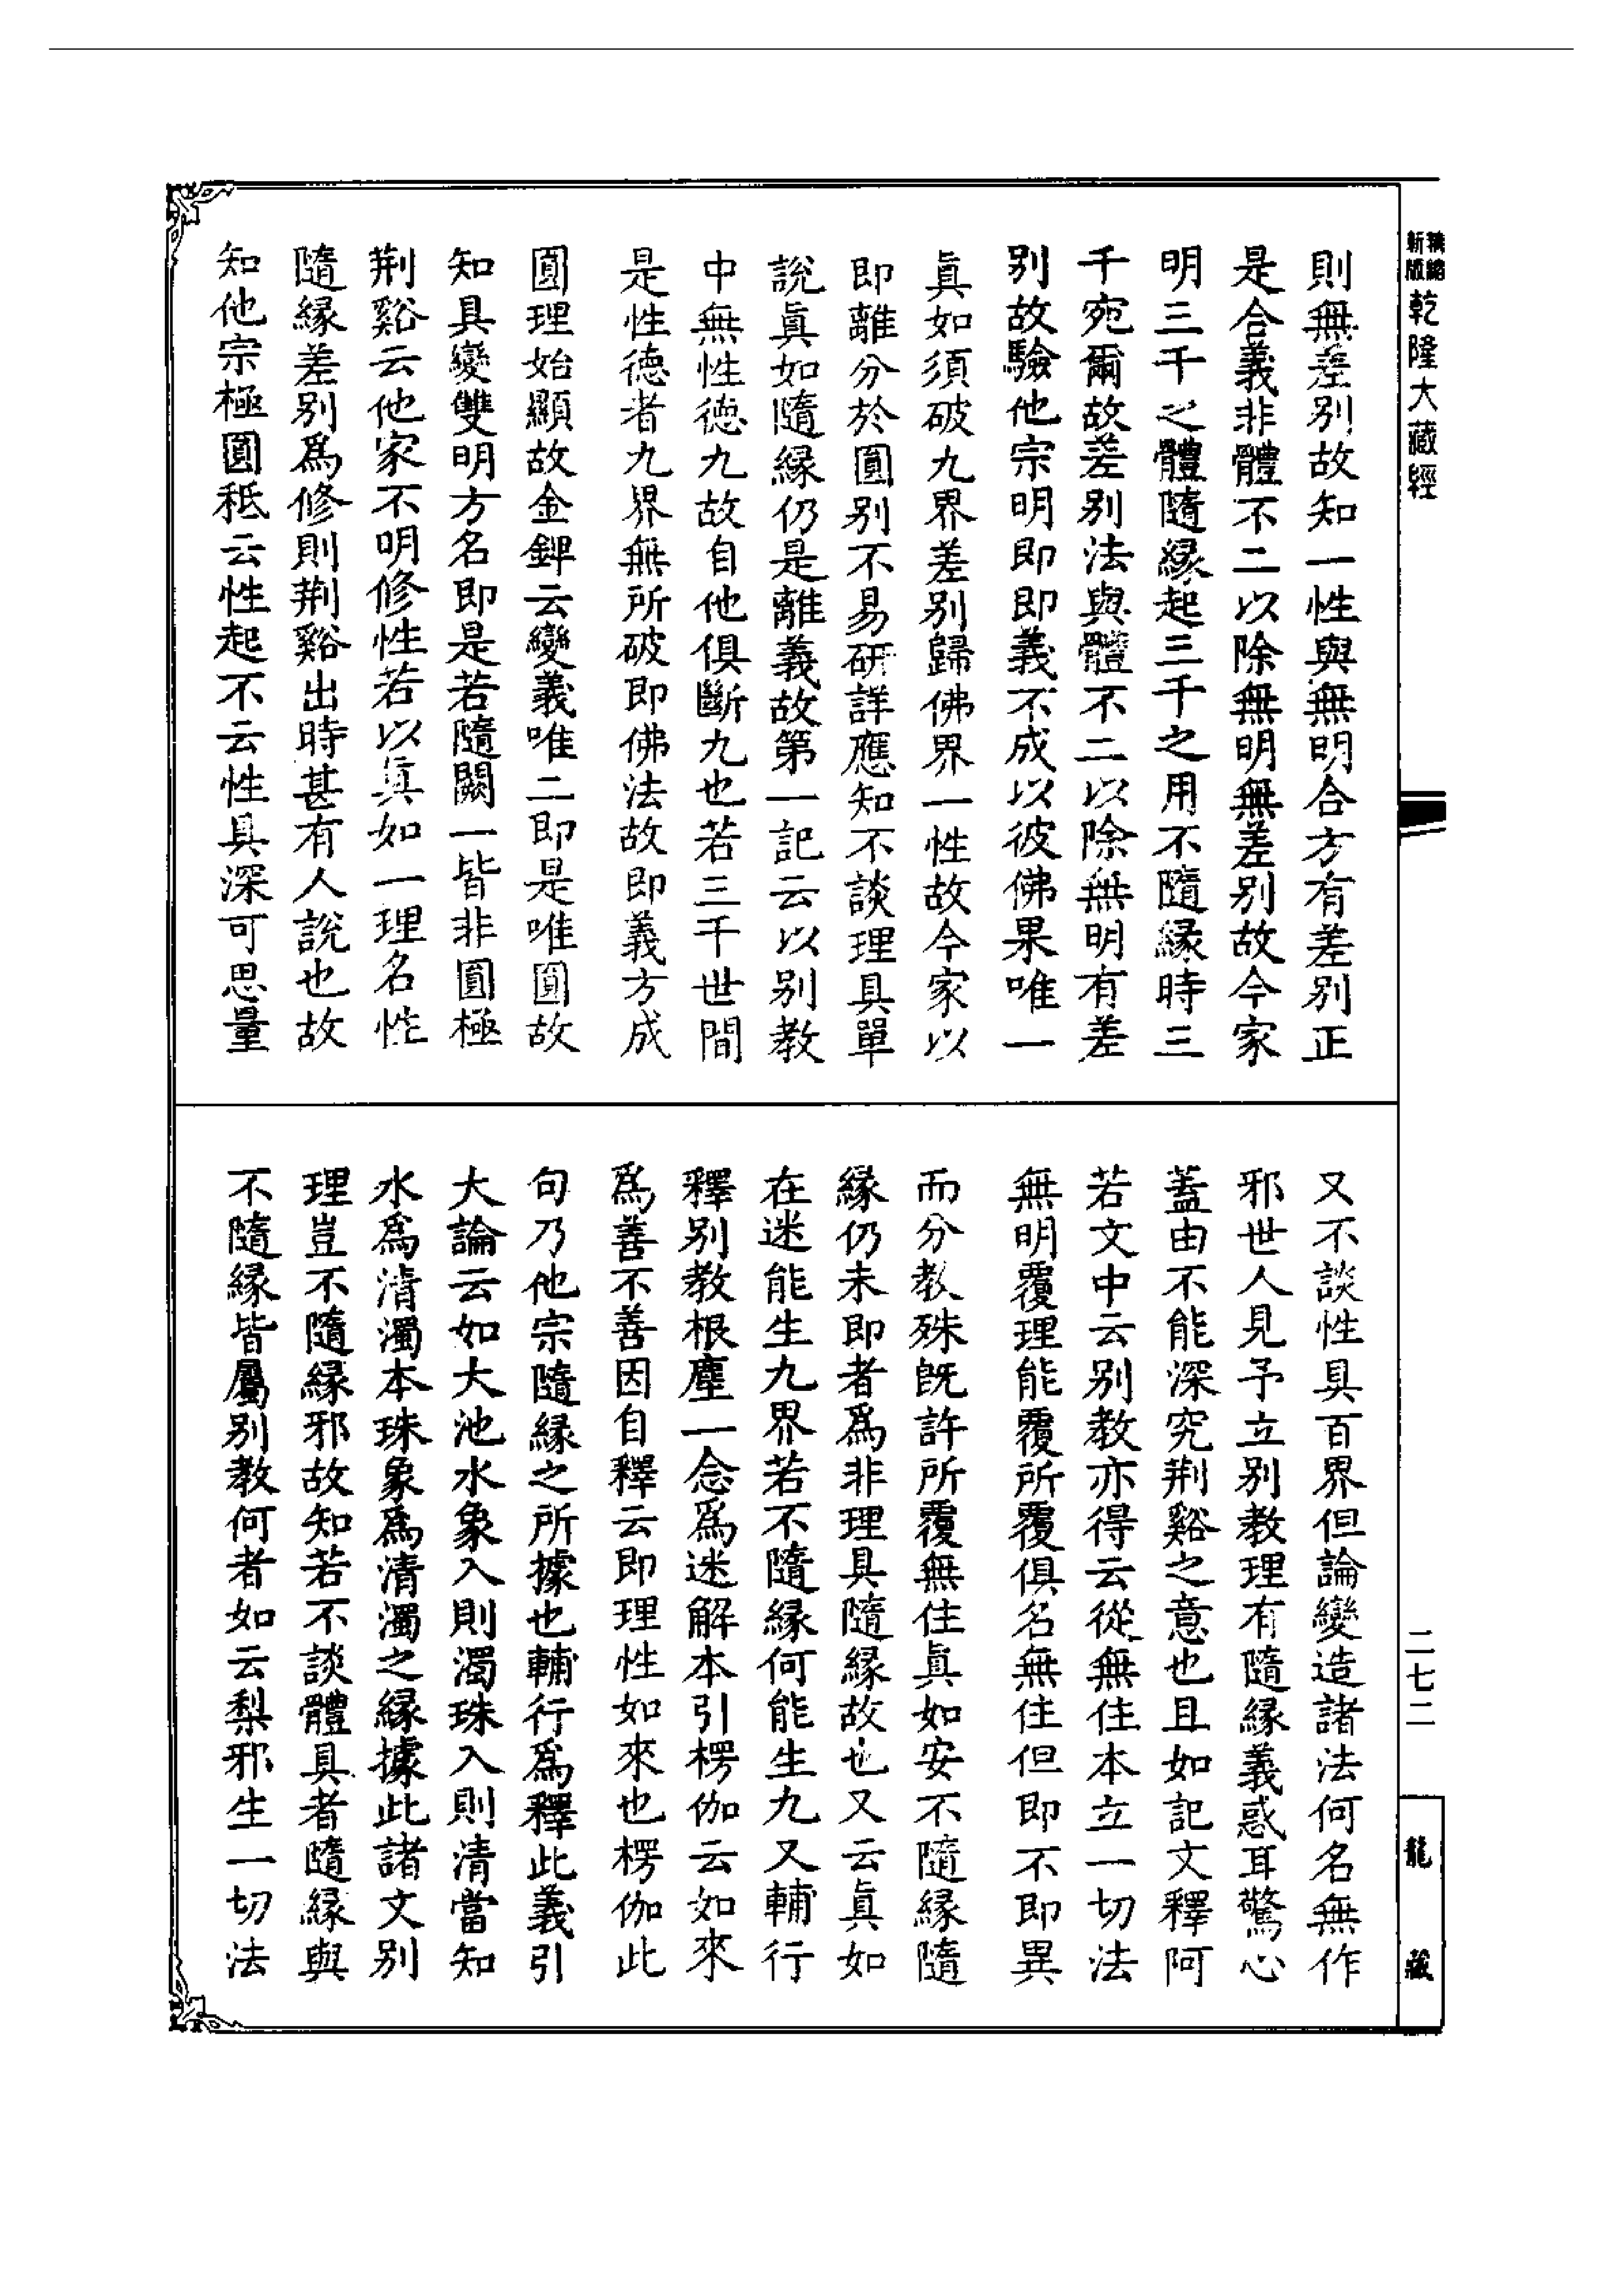 新版
精縮
乾隆大藏經
二七二
龍藏
則無差別故知一性與無明合方有差別正
是合義非體不二以除無明無差別故今家
明三千之體隨緣起三千之用不隨緣時三
千宛爾故差別法與體不二以除無明有差
別故驗他宗明即即義不成以彼佛果唯一
眞如須破九界差別歸佛界一性故今家以
即離分於圓別不易研詳應知不談理具單
說眞如隨緣仍是離義故第一記云以別教
中無性德九故自他俱斷九也若三千世間
是性德者九界無所破即佛法故即義方成
圓理始顯故金錍云變義唯二即是唯圓故
知具變雙明方名即是若隨闕一皆非圓極
荆谿云他家不明修性若以眞如一理名性
隨緣差別爲修則荆谿出時甚有人說也故
知他宗極圓秪云性起不云性具深可思量
又不談性具百界但論變造諸法何名無作
邪世人見予立別教理有隨緣義惑耳驚心
蓋由不能深究荆谿之意也且如記文釋阿
若文中云別教亦得云從無住本立一切法
無明覆理能覆所覆俱名無住但即不即異
而分教殊旣許所覆無住眞如安不隨緣隨
緣仍未即者爲非理具隨緣故也又云眞如
在迷能生九界若不隨緣何能生九又輔行
釋別教根塵一念爲迷解本引楞伽云如來
爲善不善因自釋云即理性如來也楞伽此
句乃他宗隨緣之所據也輔行爲釋此義引
大論云如大池水象入則濁珠入則清當知
水爲清濁本珠象爲清濁之緣據此諸文別
理豈不隨緣邪故知若不談體具者隨緣與
不隨緣皆屬別教何者如云梨邪生一切法